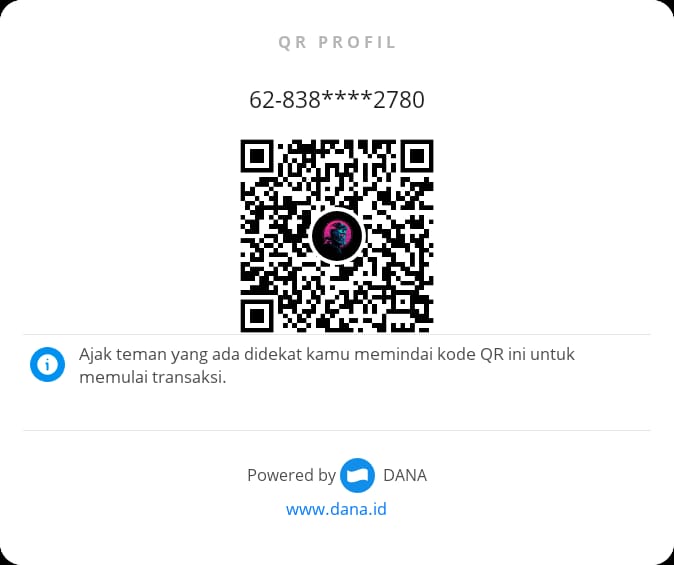 QR PROFIL
62-838****2780
Ajak teman yang ada didekat kamu memindai kode QR ini untuk
memulai transaksi.
Powered by DANA
www.dana.id